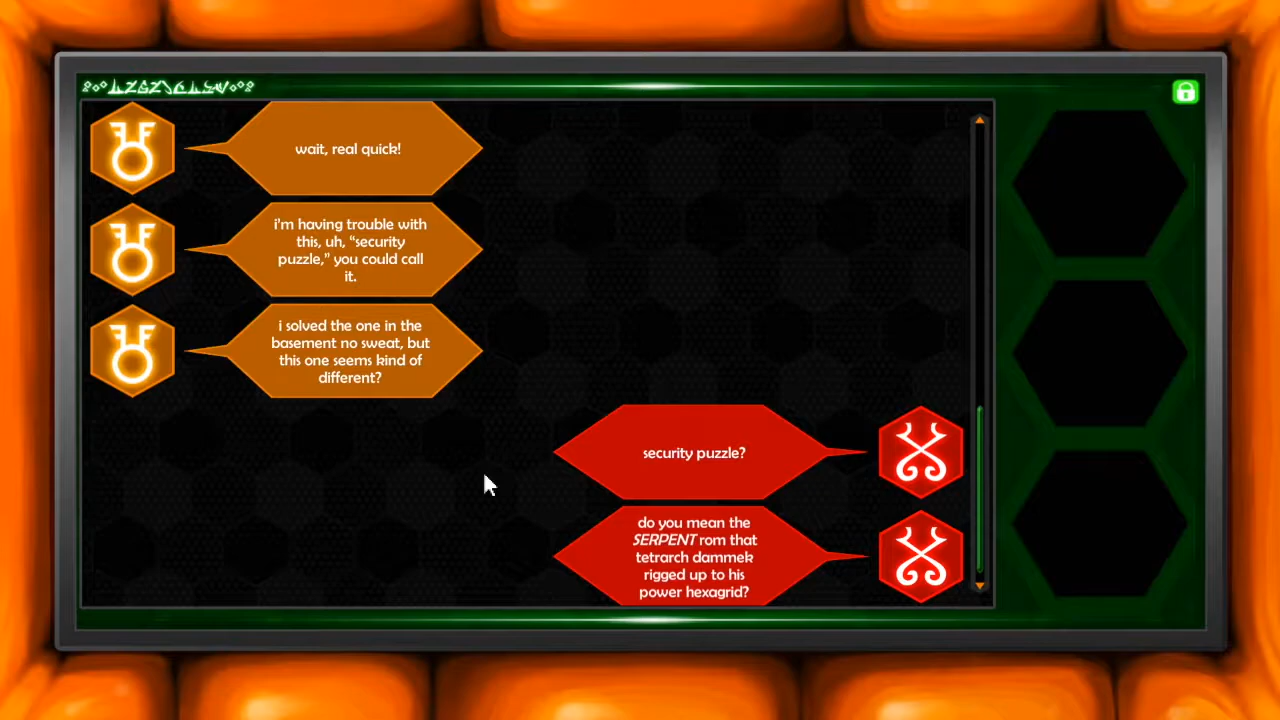 wait, real quick!
i'm having trouble with
this, uh, “security
puzzle,” you could call
it.
i solved the one in the
basement no sweat, but
this one seems kind of
different?
security puzzle?
do you mean the
SERPENT rom that
tetrarch dammek
rigged up to his
power hexagrid?